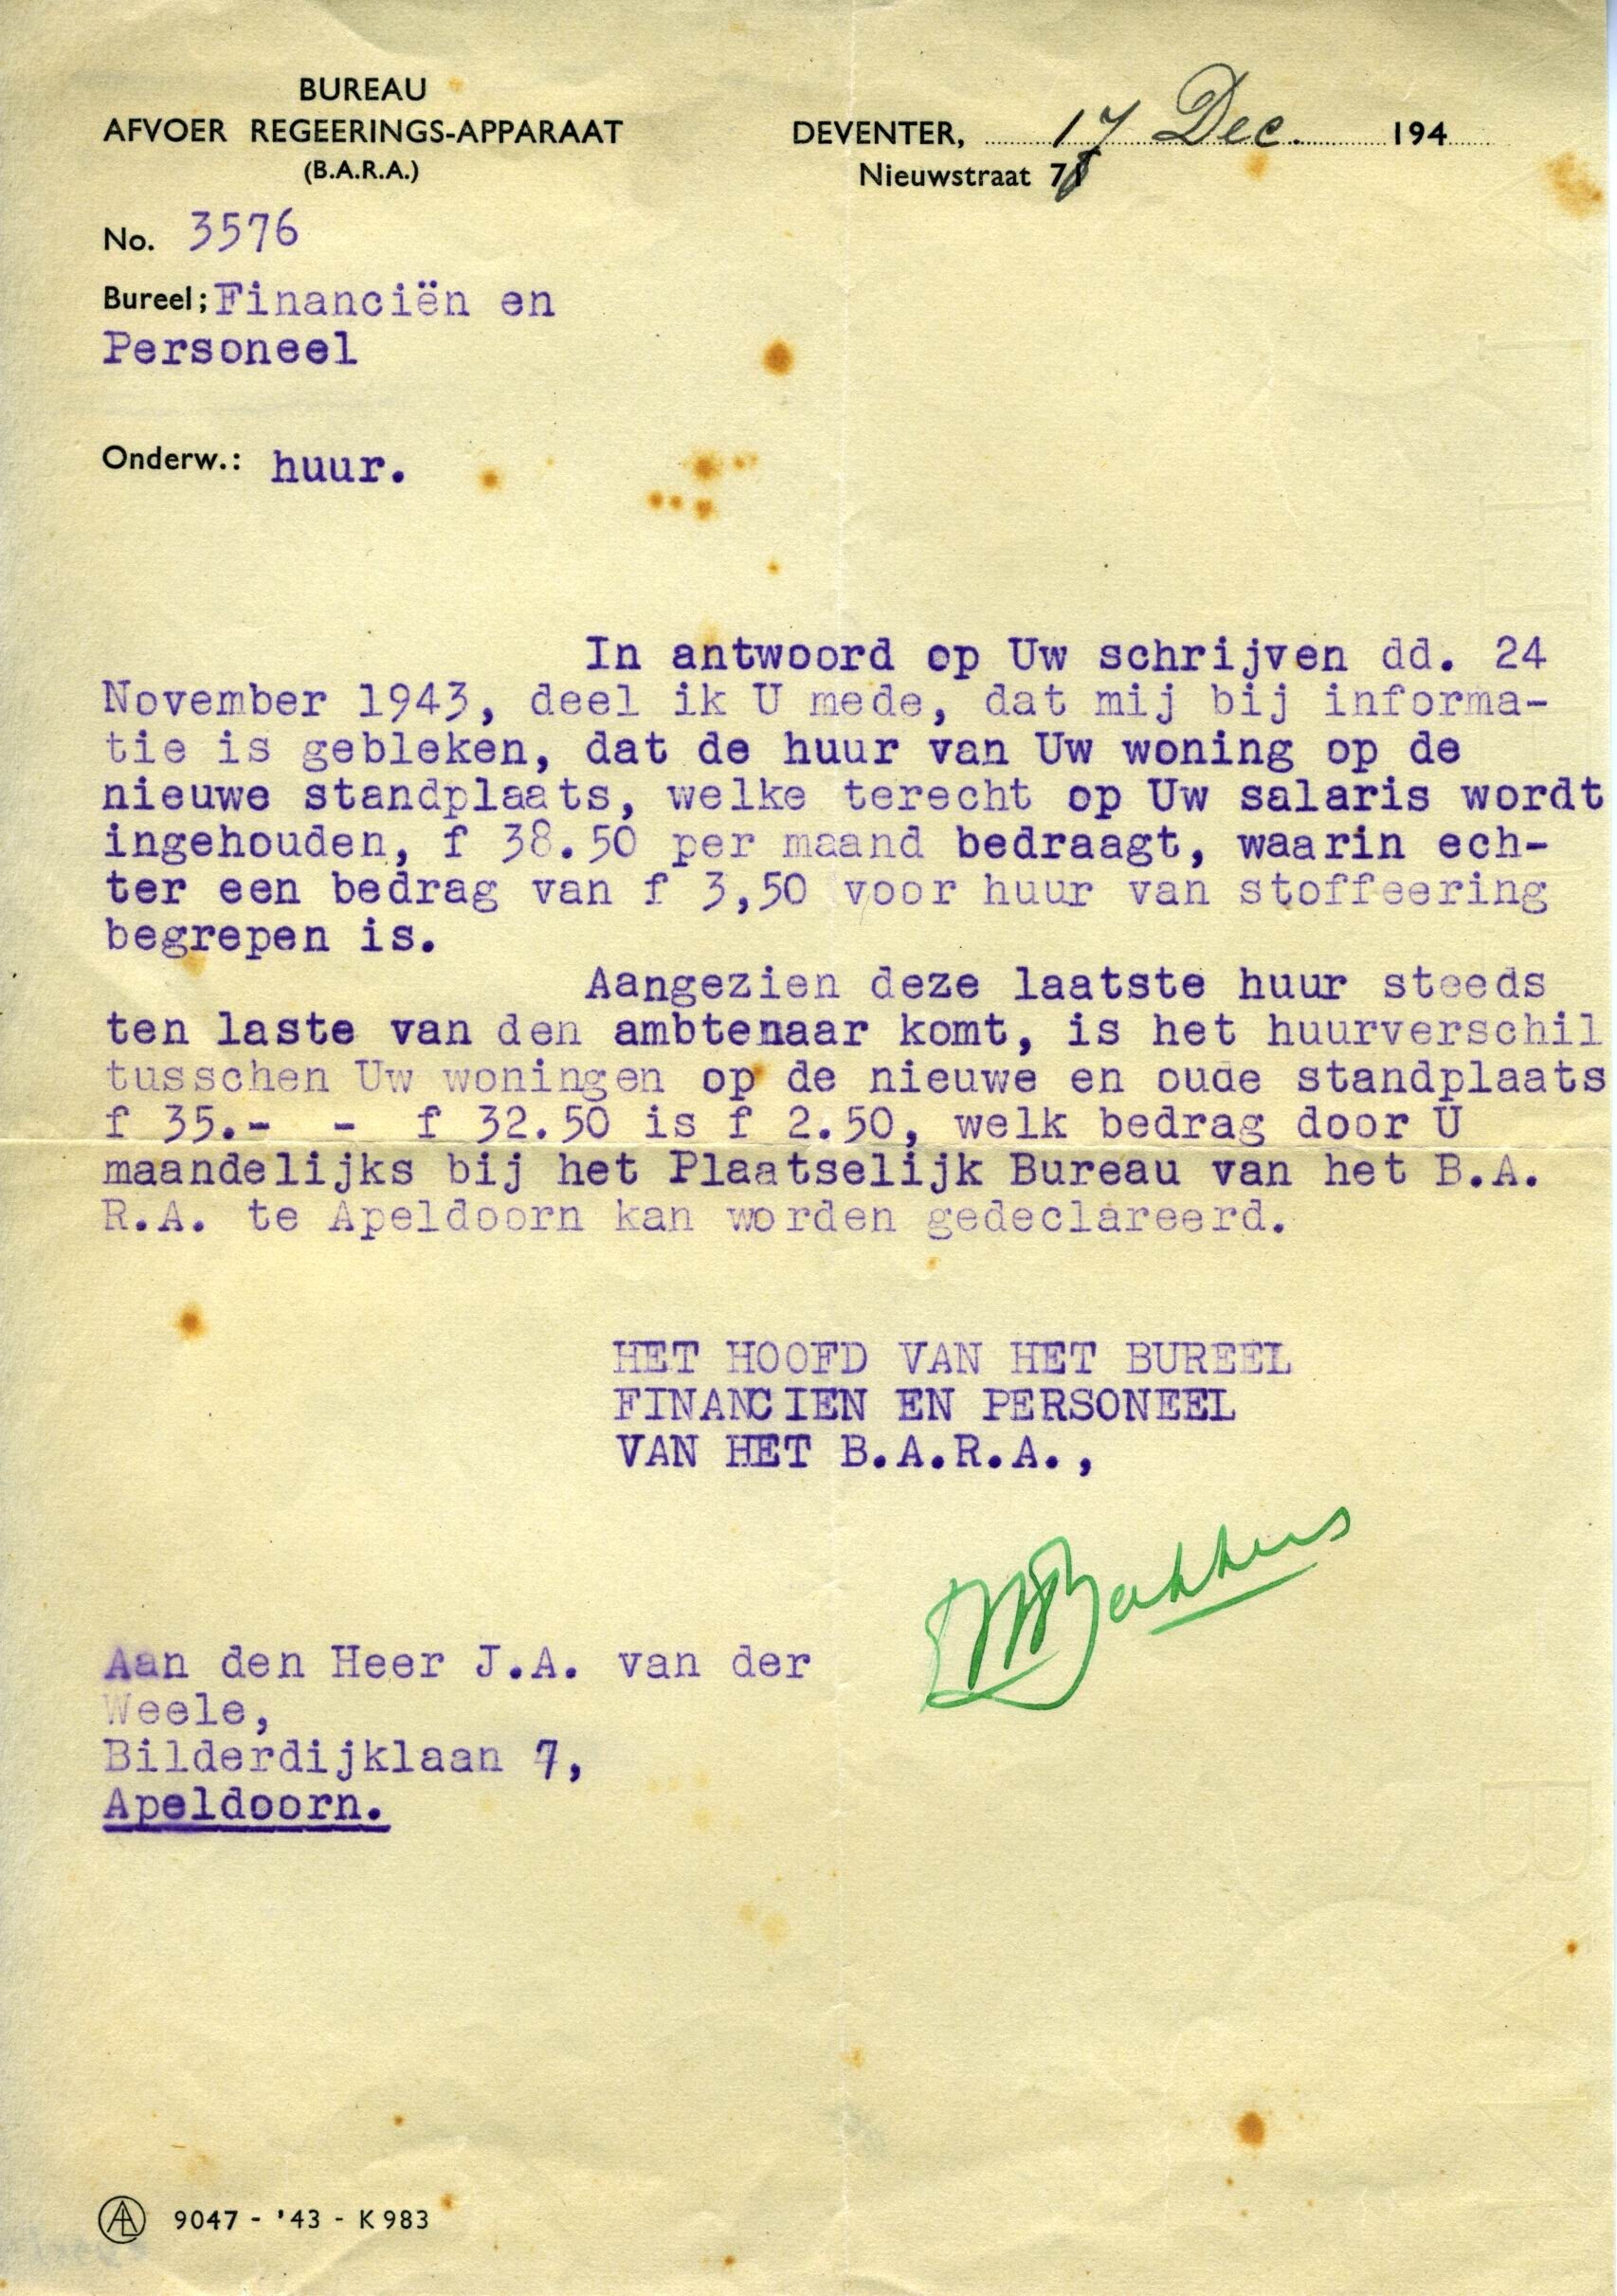 BUREAU
AFVOER REGEERINGS-APPARAAT
(B.A.R.A.)
DEVENTER, 17 Dec. 194
Nieuwstraat
No. 3576
Bureel; Financiën en
Personeel
Onderw.: huur.
In antwoord op Uw schrijven dd. 24
November 1943, deel ik U mede, dat mij bij informa-
tie is gebleken, dat de huur van Uw woning op de
nieuwe standplaats, welke terecht op Uw salaris wordt
ingehouden, f 38.50 per maand bedraagt, waarin ech-
ter een bedrag van f 3,50 voor huur van stoffeering
begrepen is.
Aangezien deze laatste huur steeds
ten laste van den ambtenaar komt, is het huurverschil
tusschen Uw woningen op de nieuwe en oude standplaats
f 35.- - f 32.50 is f 2.50, welk bedrag door U
maandelijks bij het Plaatselijk Bureau van het B.A.
R.A. te Apeldoorn kan worden gedeclareerd.
HET HOOFD VAN HET BUREEL
FINANCIEN EN PERSONEEL
VAN HET B.A.R.A.,
Aan den Heer J.A. van der
Weele,
Bilderdijklaan 7,
Apeldoorn.
9047 - '43 - K 983